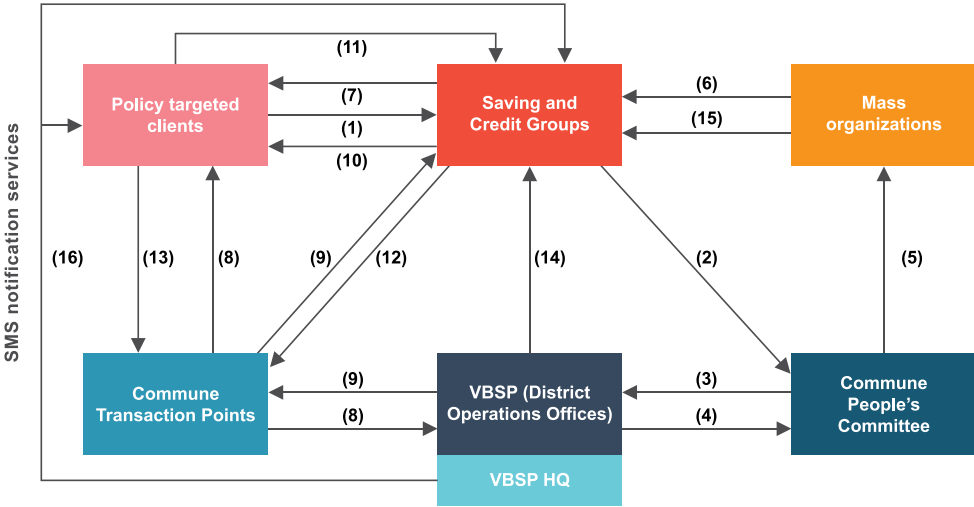 (11)
Policy targeted
clients
(7)
(1)
(10)
Saving and
Credit Groups
(6)
(15)
Mass
organizations
SMS notification services
(16)
(13)
(8)
(9)
(12)
(14)
(2)
(5)
Commune
Transaction Points
(9)
(8)
VBSP (District
Operations Offices)
(3)
(4)
Commune
People's
Committee
VBSP HQ